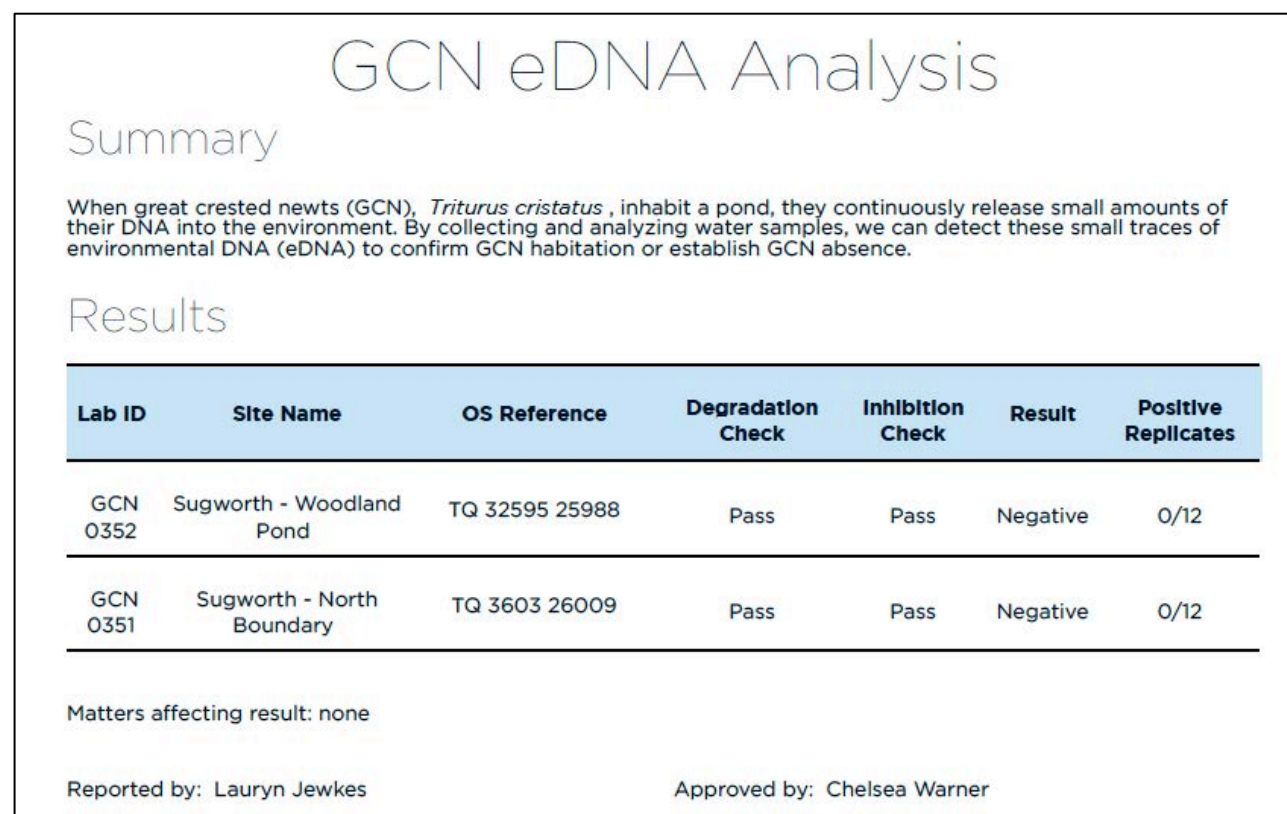 GCN eDNA Analysis
Summary
When great crested newts (GCN), Triturus cristatus , inhabit a pond, they continuously release small amounts of
their DNA into the environment. By collecting and analyzing water samples, we can detect these small traces of
environmental DNA (eDNA) to confirm GCN habitation or establish GCN absence.
Results
Lab ID Site Name OS Reference Degradation Check Inhibition Check Result Positive Replicates
GCN 0352 Sugworth - Woodland Pond TQ 32595 25988 Pass Pass Negative 0/12
GCN 0351 Sugworth - North Boundary TQ 3603 26009 Pass Pass Negative 0/12
Matters affecting result: none
Reported by: Lauryn Jewkes Approved by: Chelsea Warner